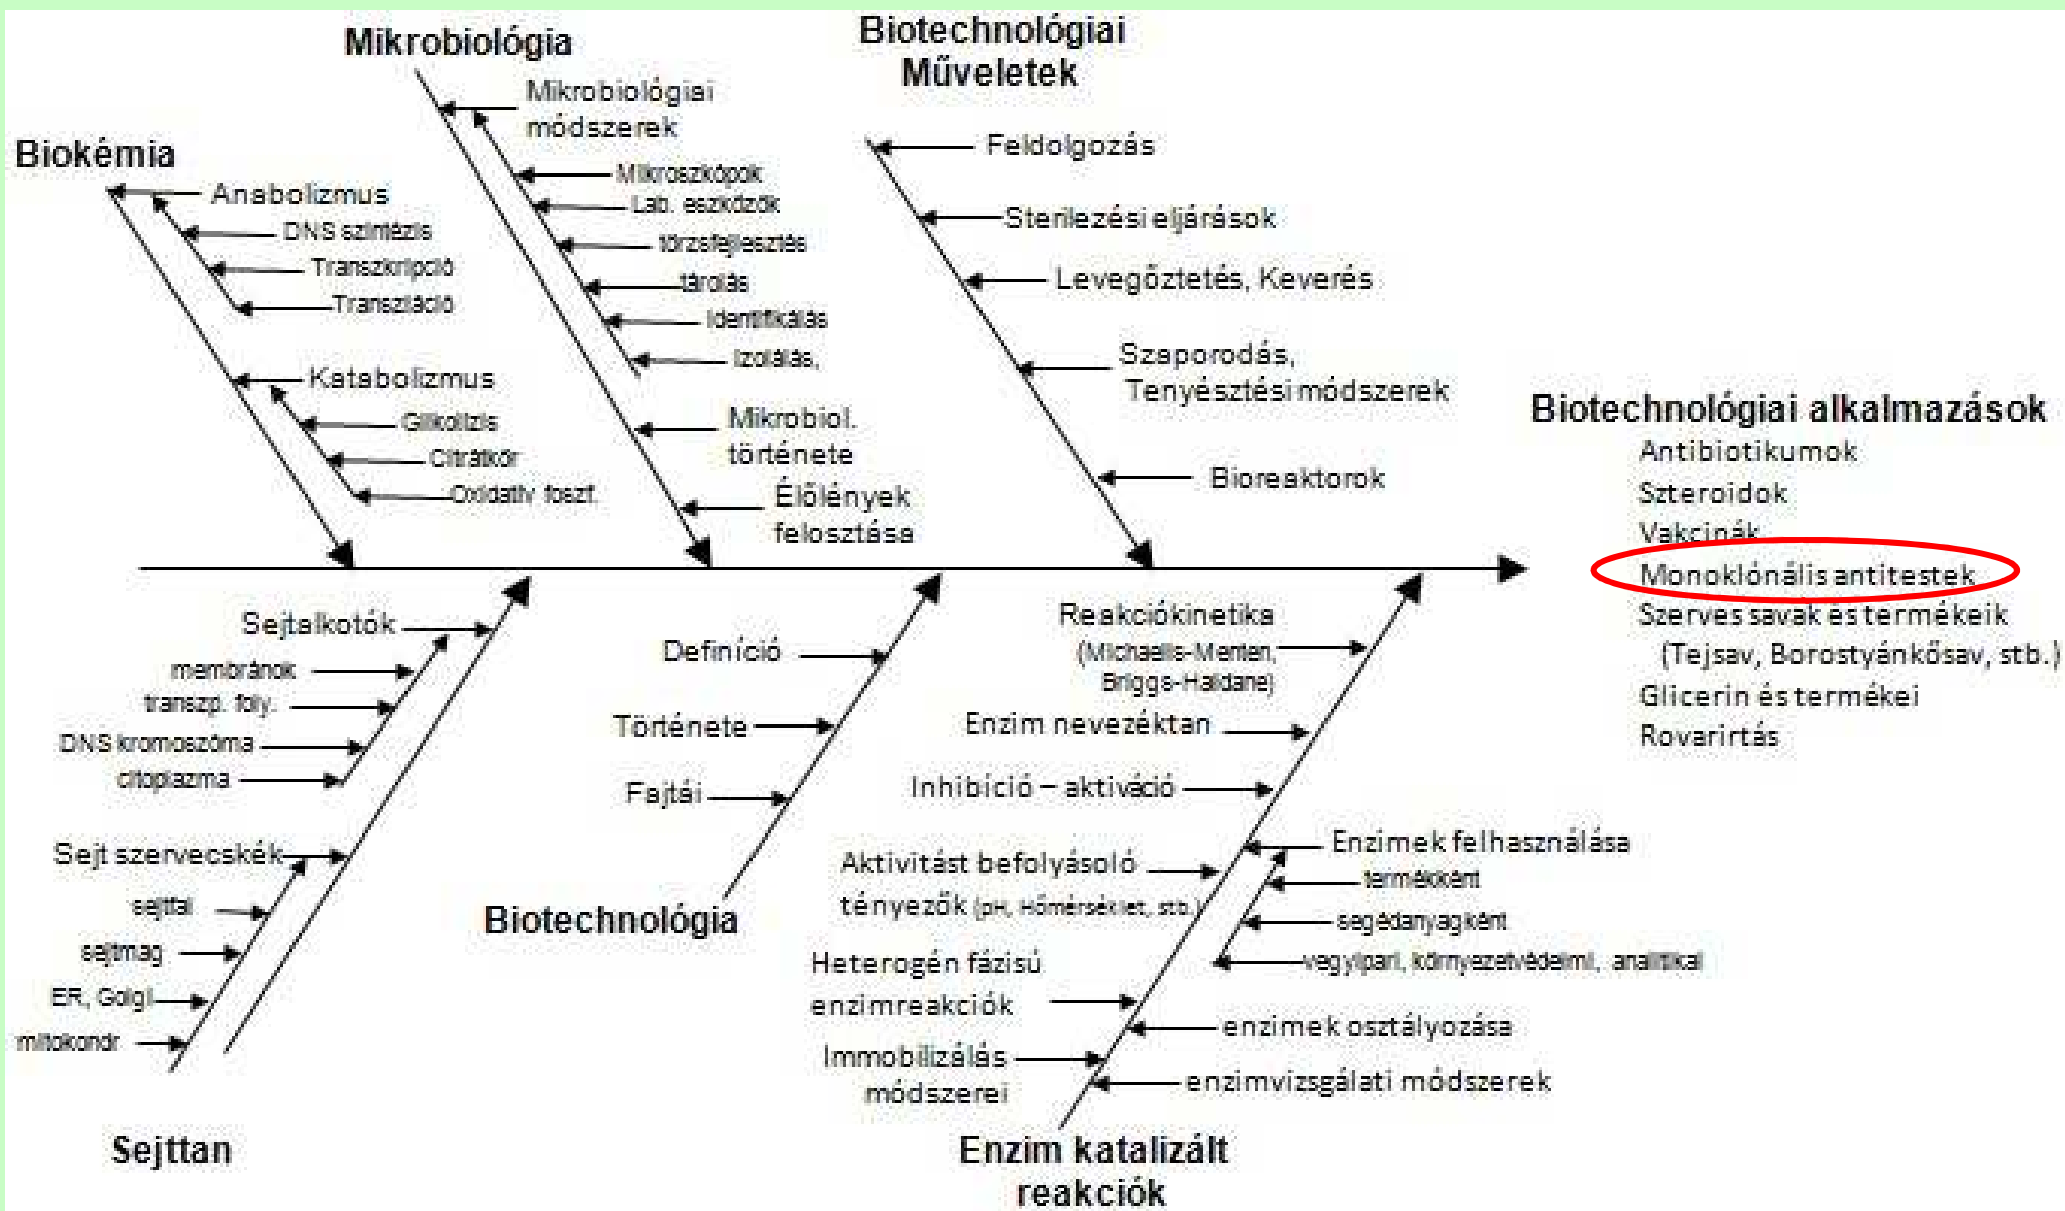 Mikrobiológia
Biotechnológiai
Műveletek
Biokémia
Mikrobiológiai
módszerek
Mikroszkópok
Lab. eszközök
törzsfejlesztés
tárolás
Identifikálás
Izolálás,
Mikrobiol.
története
Élőlények
felosztása
Anabolizmus
DNS szintézis
Transzkripció
Transzláció
Katabolizmus
Glikolízis
Citrátkör
Oxidatív foszf.
Feldolgozás
Sterilezési eljárások
Levegőztetés, Keverés
Szaporodás,
Tenyésztési módszerek
Bioreaktorok
Biotechnológiai alkalmazások
Antibiotikumok
Szteroidok
Vakcinák
Monoklónális antitestek
Szerves savak és termékeik
(Tejsav, Borostyánkősav, stb.)
Glicerin és termékei
Rovarirtás
Sejtalkotók
membránok
transzp. foly.
DNS kromoszóma
citoplazma
Sejt szervecskék
sejtfal
sejtmag
ER, Golgi
mitokondr
Sejttan
Definíció
Története
Fajtái
Biotechnológia
Reakciókinetika
(Michaelis-Menten,
Briggs-Haldane)
Enzim nevezéktan
Inhibíció – aktiváció
Aktivitást befolyásoló
tényezők (pH, Hőmérséklet, stb.)
Heterogén fázisú
enzimreakciók
Immobilizálás
módszerei
Enzimek felhasználása
termékként
segédanyagként
vegyipari, környezetvédelmi, analitikai
enzimek osztályozása
enzimvizsgálati módszerek
Enzim katalizált
reakciók